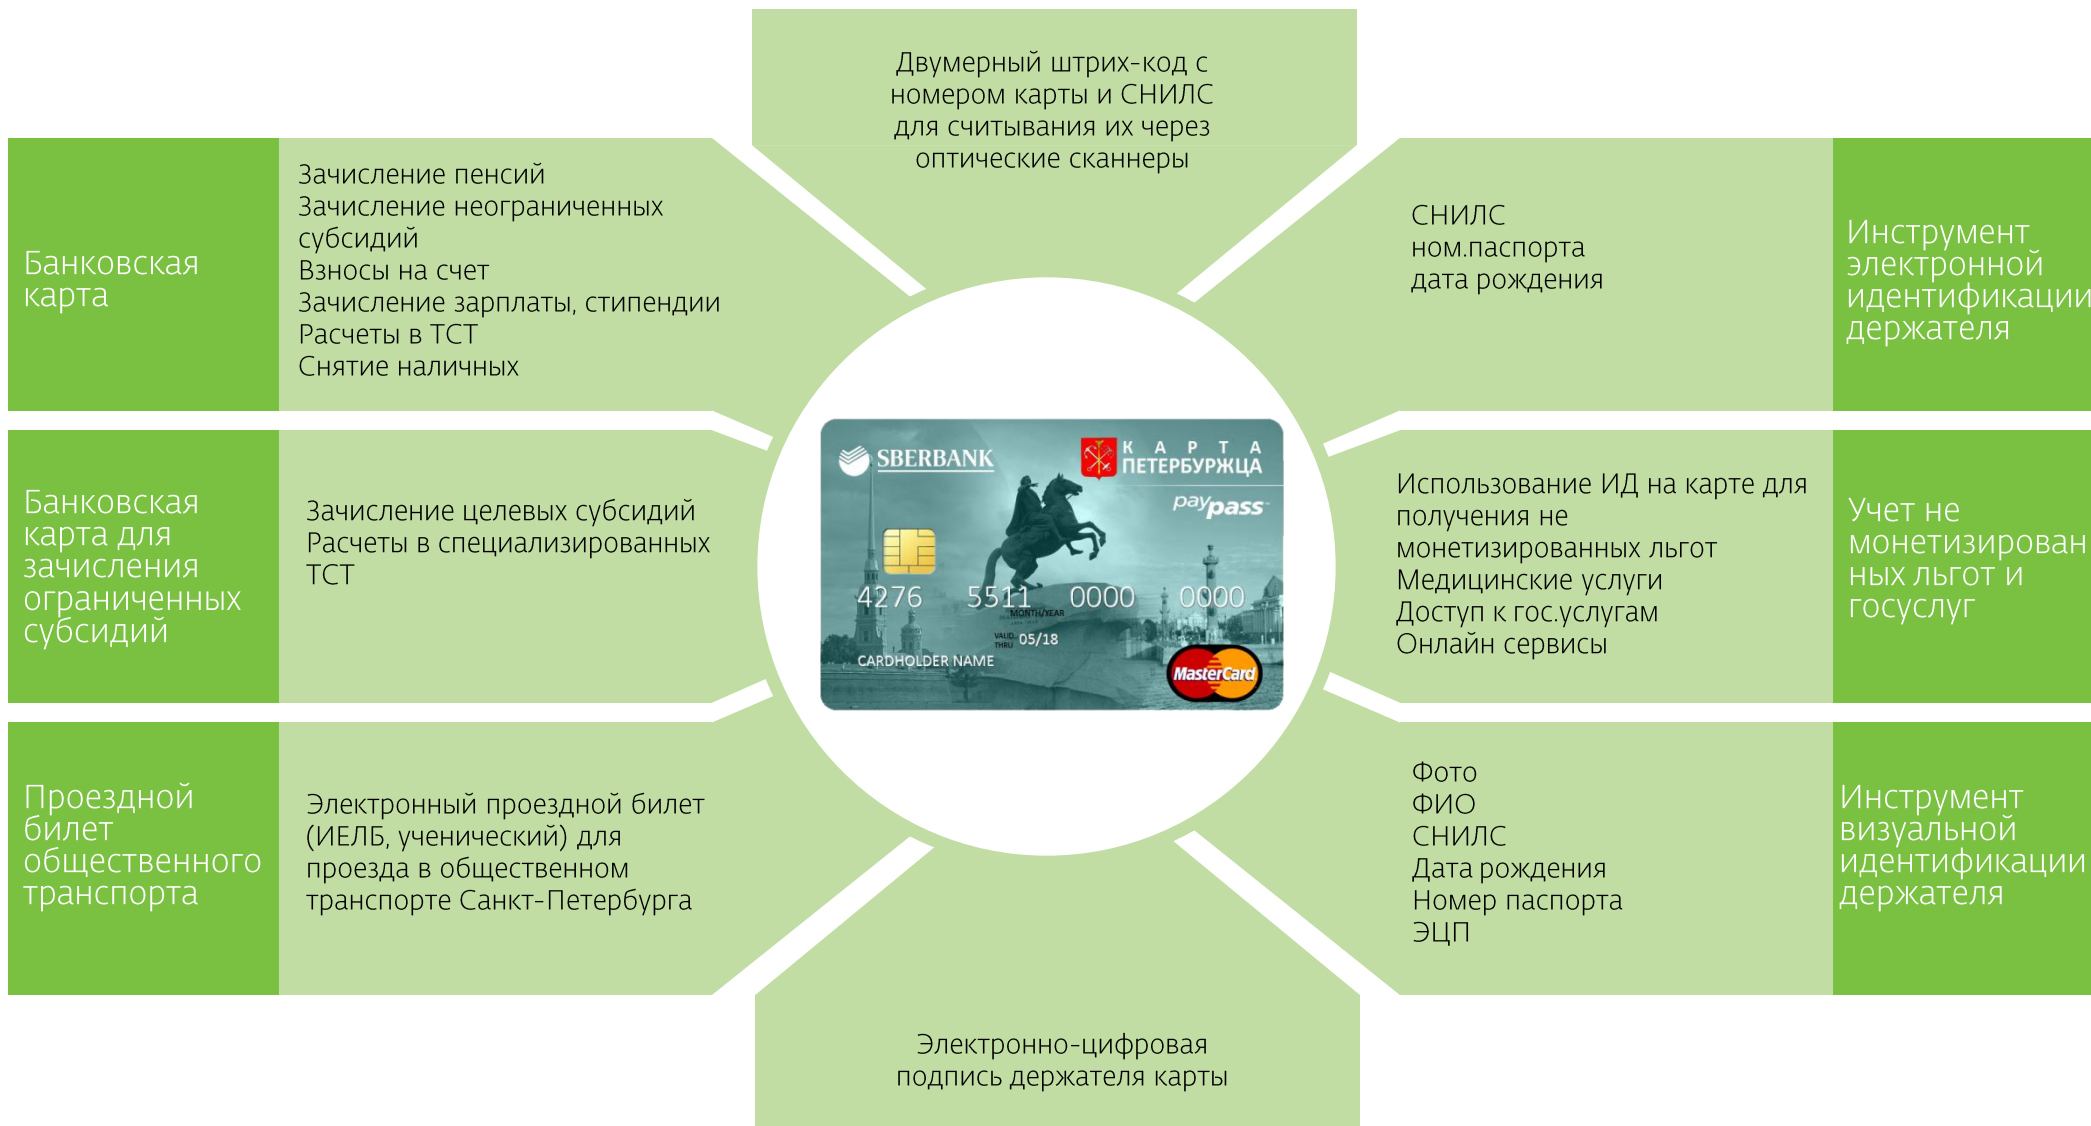 Двумерный штрих-код с
номером карты и СНИЛС
для считывания их через
оптические сканнеры
Банковская
карта
Зачисление пенсий
Зачисление неограниченных
субсидий
Взносы на счет
Зачисление зарплаты, стипендии
Расчеты в ТСТ
Снятие наличных
СНИЛС
ном.паспорта
дата рождения
Инструмент
электронной
идентификации
держателя
Банковская
карта для
зачисления
ограниченных
субсидий
Зачисление целевых субсидий
Расчеты в специализированных
ТСТ
SBERBANK
КАРТА
ПЕТЕРБУРЖЦА
paypass
4276 5511 0000 0000
MONTH/YEAR
VALID
THRU
05/18
CARDHOLDER NAME
MasterCard
Использование ИД на карте для
получения не
монетизированных льгот
Медицинские услуги
Доступ к гос.услугам
Онлайн сервисы
Учет не
монетизирован
ных льгот и
госуслуг
Проездной
билет
общественного
транспорта
Электронный проездной билет
(ИЕЛБ, ученический) для
проезда в общественном
транспорте Санкт-Петербурга
Фото
ФИО
СНИЛС
Дата рождения
Номер паспорта
ЭЦП
Инструмент
визуальной
идентификации
держателя
Электронно-цифровая
подпись держателя карты